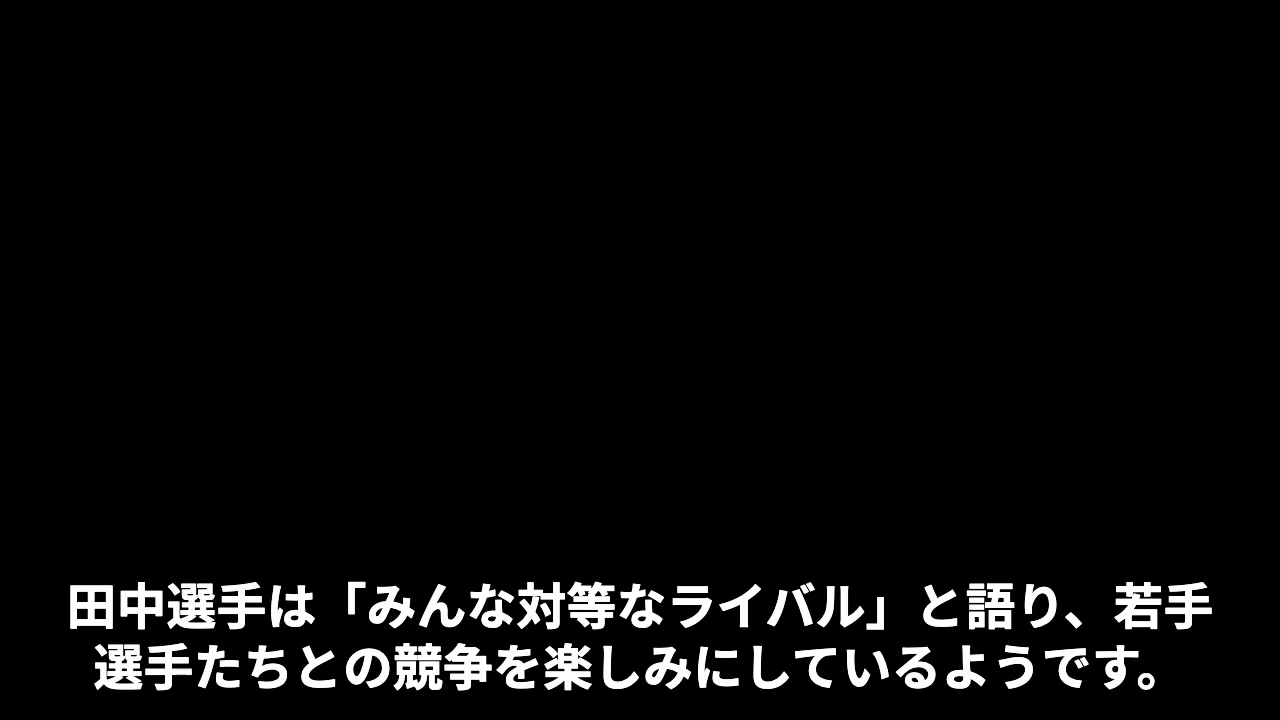 田中選手は「みんな対等なライバル」と語り、若手
選手たちとの競争を楽しみにしているようです。